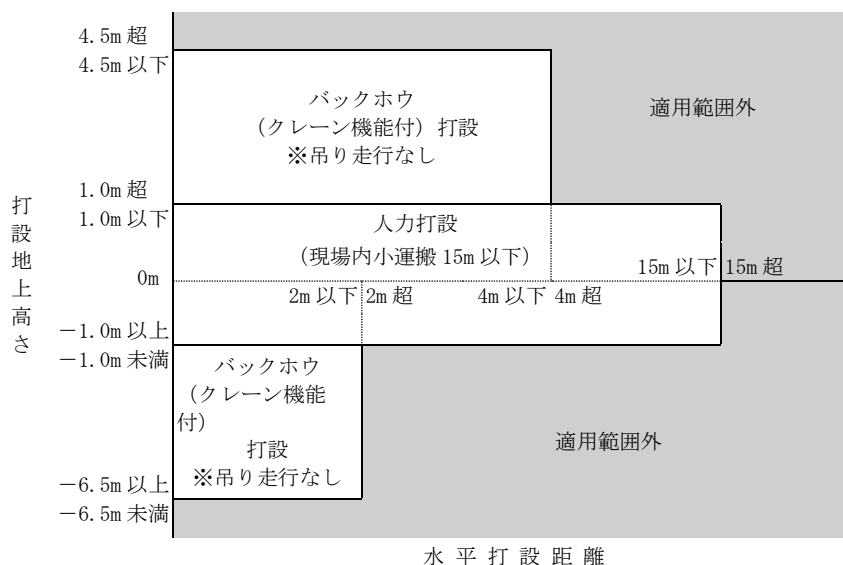 4.5m 超
4.5m 以下
バックホウ
（クレーン機能付）打設
※吊り走行なし
適用範囲外
1.0m 超
1.0m 以下
人力打設
（現場内小運搬 15m 以下）
打設地上高さ
0m
15m 以下
15m 超
2m 以下
2m 超
4m 以下
4m 超
－1.0m 以上
－1.0m 未満
バックホウ
（クレーン機能
付）
打設
※吊り走行なし
適用範囲外
－6.5m 以上
－6.5m 未満
水 平 打 設 距 離